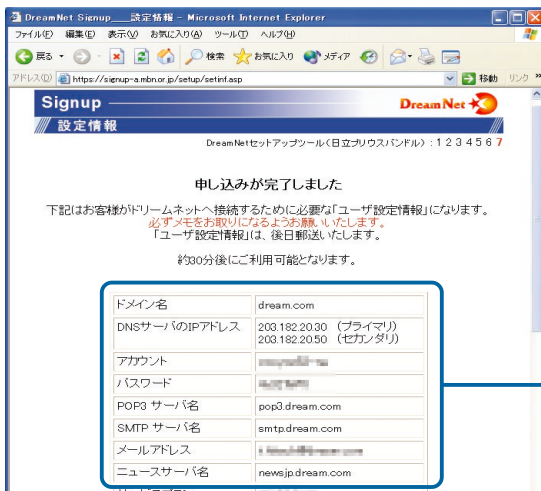 DreamNet Signup___設定情報 - Microsoft Internet Explorer
ファイル(F) 編集(E) 表示(V) お気に入り(A) ツール(T) ヘルプ(H)
戻る 検索 お気に入り メディア
アドレス(D) https://signup-a.mbn.or.jp/setup/setinf.asp 移動 リンク »
Signup DreamNet
設定情報
DreamNetセットアップツール(日立プリウスバンドル) : 1 2 3 4 5 6 7
申し込みが完了しました
下記はお客様がドリームネットへ接続するために必要な「ユーザ設定情報」になります。
必ずメモをお取りになるようお願いいたします。
「ユーザ設定情報」は、後日郵送いたします。
約30分後にご利用可能となります。
ドメイン名 dream.com
DNSサーバのIPアドレス 203.182.20.30 (プライマリ)
203.182.20.50 (セカンダリ)
アカウント
パスワード
POP3 サーバ名 pop3.dream.com
SMTP サーバ名 smtp.dream.com
メールアドレス
ニュースサーバ名 newsjp.dream.com